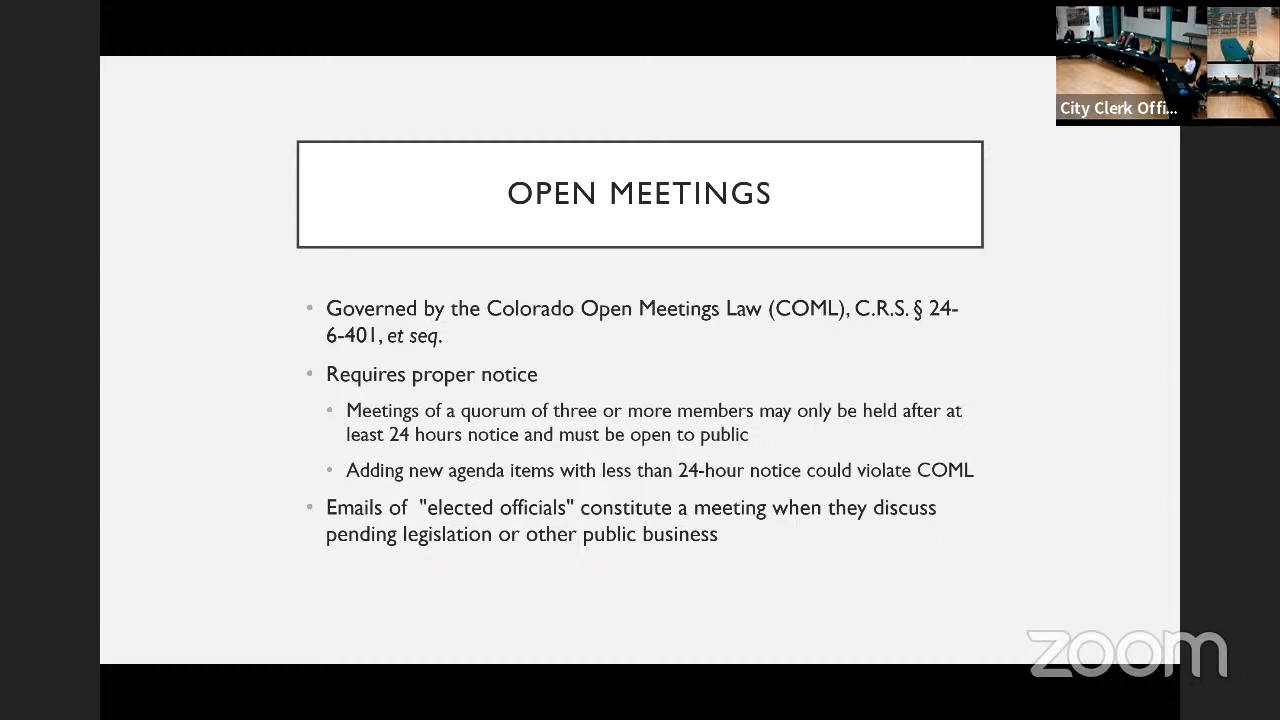 City Clerk Offi...
OPEN MEETINGS
• Governed by the Colorado Open Meetings Law (COML), C.R.S. § 24-
6-401, et seq.
• Requires proper notice
• Meetings of a quorum of three or more members may only be held after at
least 24 hours notice and must be open to public
• Adding new agenda items with less than 24-hour notice could violate COML
• Emails of "elected officials" constitute a meeting when they discuss
pending legislation or other public business
zoom